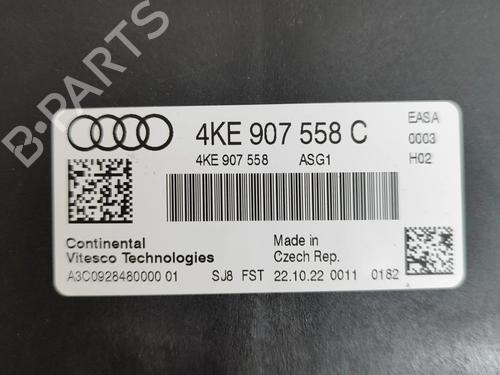 B-PARTS
4KE 907 558 C
EASA
4KE 907 558 ASG1
0003
H02
Continental
Vitesco Technologies
Made in
Czech Rep.
A3C0928480000 01 SJ8 FST 22.10.22 0011 0182